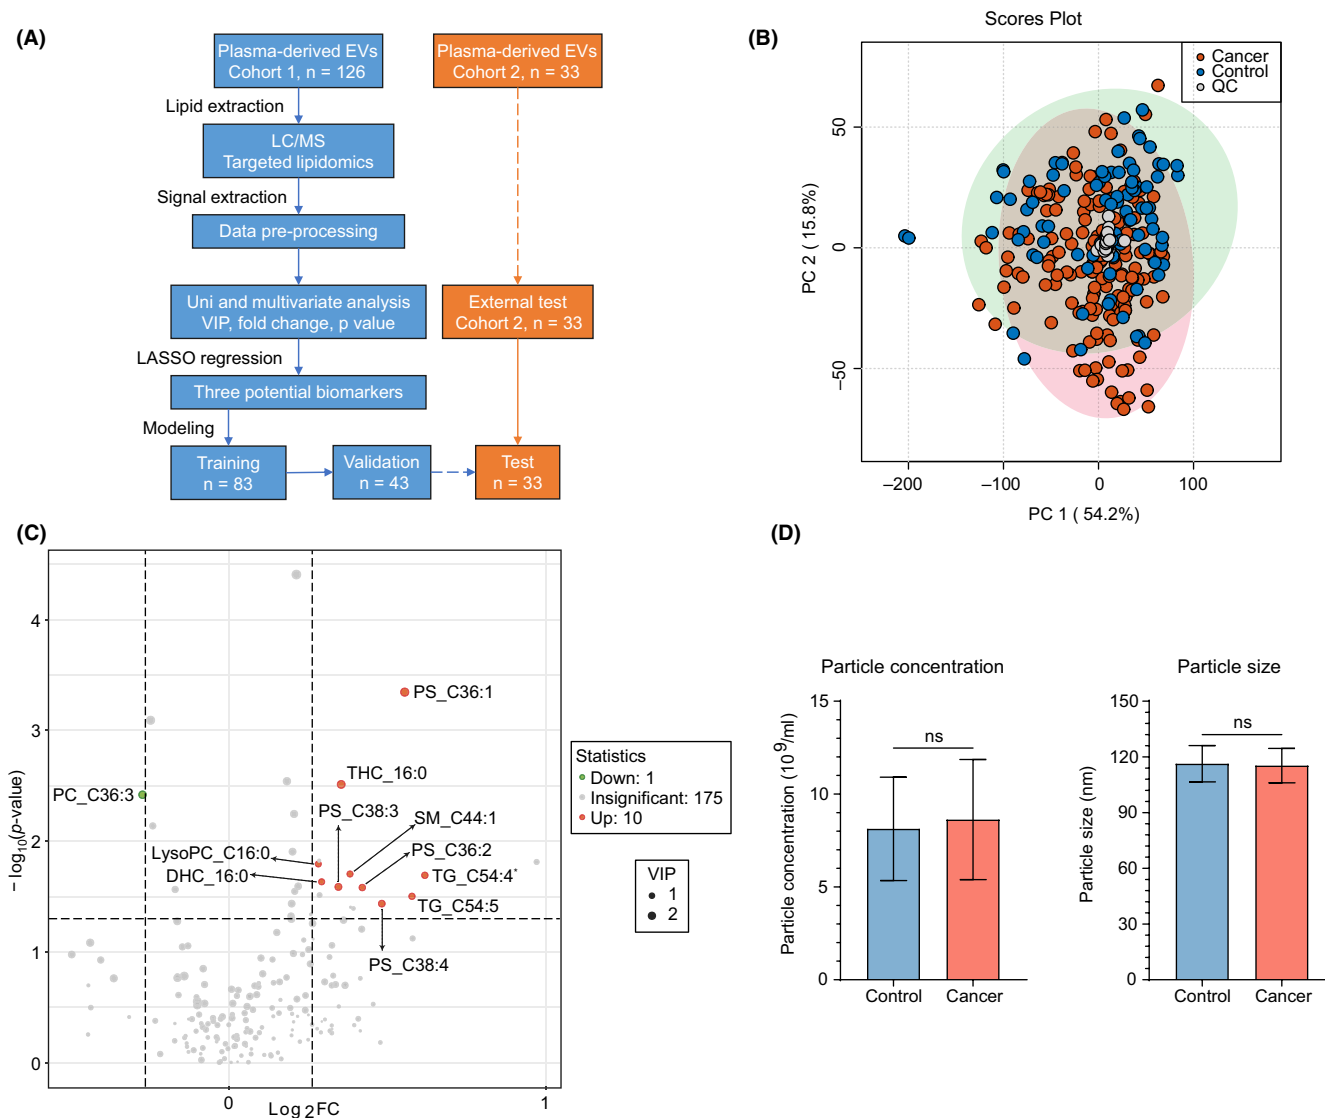 (A)
Plasma-derived EVs
Cohort 1, n = 126
Plasma-derived EVs
Cohort 2, n = 33
Lipid extraction
LC/MS
Targeted lipidomics
Signal extraction
Data pre-processing
Uni and multivariate analysis
VIP, fold change, p value
External test
Cohort 2, n = 33
LASSO regression
Three potential biomarkers
Modeling
Training
n = 83
Validation
n = 43
Test
n = 33
(B)
Scores Plot
Cancer
Control
QC
PC 2 ( 15.8%)
50
0
−50
−200
−100
0
100
PC 1 ( 54.2%)
(C)
− log10(p-value)
4
3
2
1
0
PS_C36:1
THC_16:0
PC_C36:3
PS_C38:3
SM_C44:1
LysoPC_C16:0
PS_C36:2
DHC_16:0
TG_C54:4*
TG_C54:5
PS_C38:4
0
1
Log 2FC
Statistics
Down: 1
Insignificant: 175
Up: 10
VIP
1
2
(D)
Particle concentration
Particle concentration (10^9/ml)
15
10
5
0
ns
Control
Cancer
Particle size
Particle size (nm)
150
120
90
60
30
0
ns
Control
Cancer